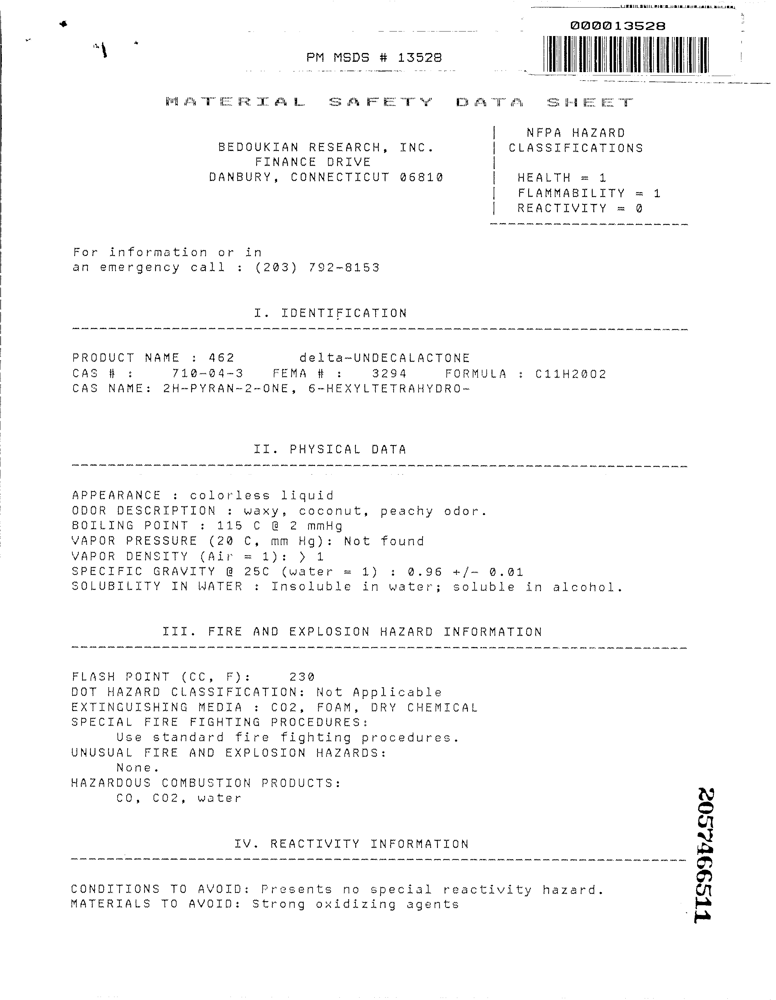 000013528
PM MSDS # 13528
MATERIAL SAFETY DATA SHEET
NFPA HAZARD
BEDOUKIAN RESEARCH, INC. CLASSIFICATIONS
FINANCE DRIVE
DANBURY, CONNECTICUT 06810 HEALTH = 1
FLAMMABILITY = 1
REACTIVITY = 0
For information or in
an emergency call : (203) 792-8153
I. IDENTIFICATION
PRODUCT NAME : 462 delta-UNDECALACTONE
CAS # : 710-04-3 FEMA # : 3294 FORMULA : C11H20O2
CAS NAME: 2H-PYRAN-2-ONE, 6-HEXYLTETRAHYDRO-
II. PHYSICAL DATA
APPEARANCE : colorless liquid
ODOR DESCRIPTION : waxy, coconut, peachy odor.
BOILING POINT : 115 C @ 2 mmHg
VAPOR PRESSURE (20 C, mm Hg): Not found
VAPOR DENSITY (Air = 1): > 1
SPECIFIC GRAVITY @ 25C (water = 1) : 0.96 +/- 0.01
SOLUBILITY IN WATER : Insoluble in water; soluble in alcohol.
III. FIRE AND EXPLOSION HAZARD INFORMATION
FLASH POINT (CC, F): 230
DOT HAZARD CLASSIFICATION: Not Applicable
EXTINGUISHING MEDIA : CO2, FOAM, DRY CHEMICAL
SPECIAL FIRE FIGHTING PROCEDURES:
Use standard fire fighting procedures.
UNUSUAL FIRE AND EXPLOSION HAZARDS:
None.
HAZARDOUS COMBUSTION PRODUCTS:
CO, CO2, water
IV. REACTIVITY INFORMATION
CONDITIONS TO AVOID: Presents no special reactivity hazard.
MATERIALS TO AVOID: Strong oxidizing agents
2057466511